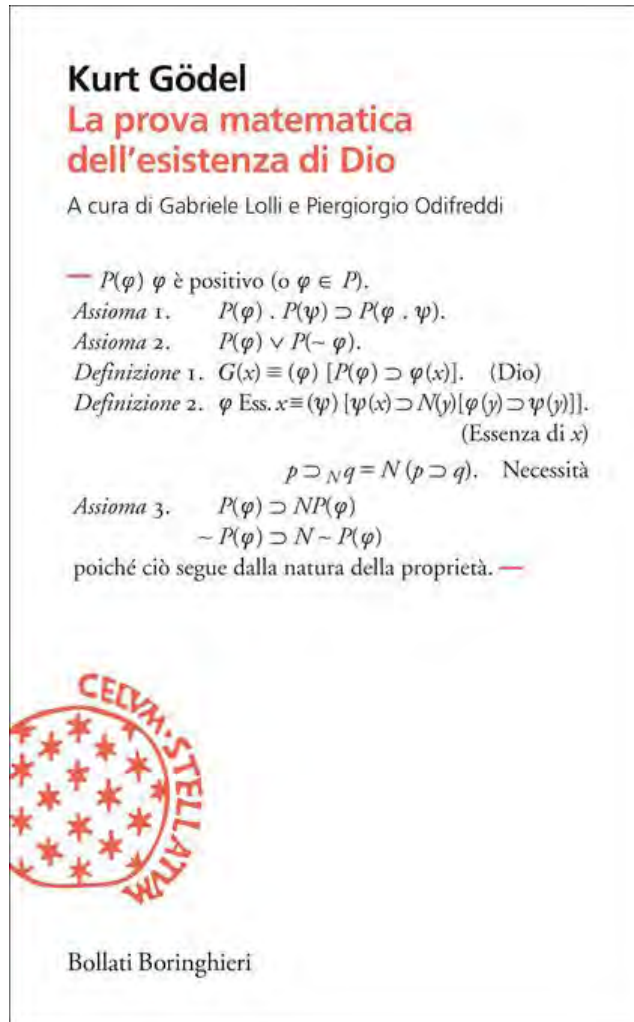 Kurt Gödel
La prova matematica
dell'esistenza di Dio
A cura di Gabriele Lolli e Piergiorgio Odifreddi
— P(φ) φ è positivo (o φ ∈ P).
Assioma 1. P(φ) . P(ψ) ⊃ P(φ . ψ).
Assioma 2. P(φ) ∨ P(~ φ).
Definizione 1. G(x) ≡ (φ) [P(φ) ⊃ φ(x)]. (Dio)
Definizione 2. φ Ess. x ≡ (ψ) [ψ(x) ⊃ N(y)[φ(y) ⊃ ψ(y)]].
(Essenza di x)
p ⊃ N q = N (p ⊃ q). Necessità
Assioma 3. P(φ) ⊃ NP(φ)
~ P(φ) ⊃ N ~ P(φ)
poiché ciò segue dalla natura della proprietà. —
CELVM · STELLATVM
Bollati Boringhieri